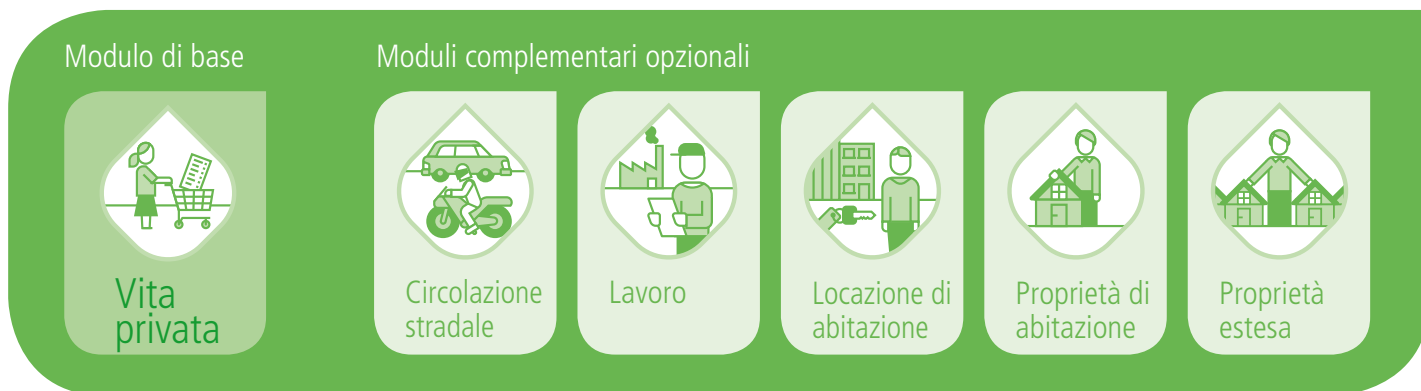 Modulo di base
Moduli complementari opzionali
Vita
privata
Circolazione
stradale
Lavoro
Locazione di
abitazione
Proprietà di
abitazione
Proprietà
estesa